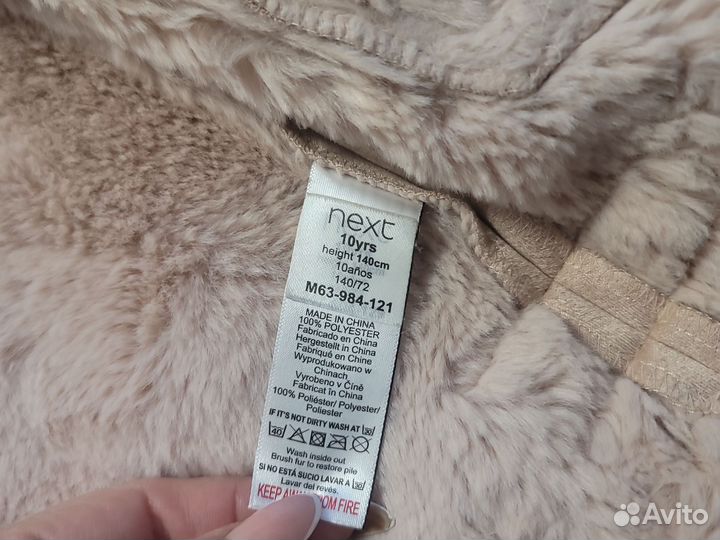 next
10yrs
height 140cm
10años
140/72
M63-984-121
MADE IN CHINA
100% POLYESTER
Fabricado en China
Hergestellt in China
Fabriqué en Chine
Wyprodukowano w
Chinach
Vyrobeno v Číně
Fabricat în China
100% Poliéster/ Polyester/
Poliester
IF IT'S NOT DIRTY WASH AT 30
40
Wash inside out
Brush fur to restore pile
SI NO ESTÁ SUCIO LAVAR A 30
Lavar del revés.
KEEP AWAY FROM FIRE
Avito